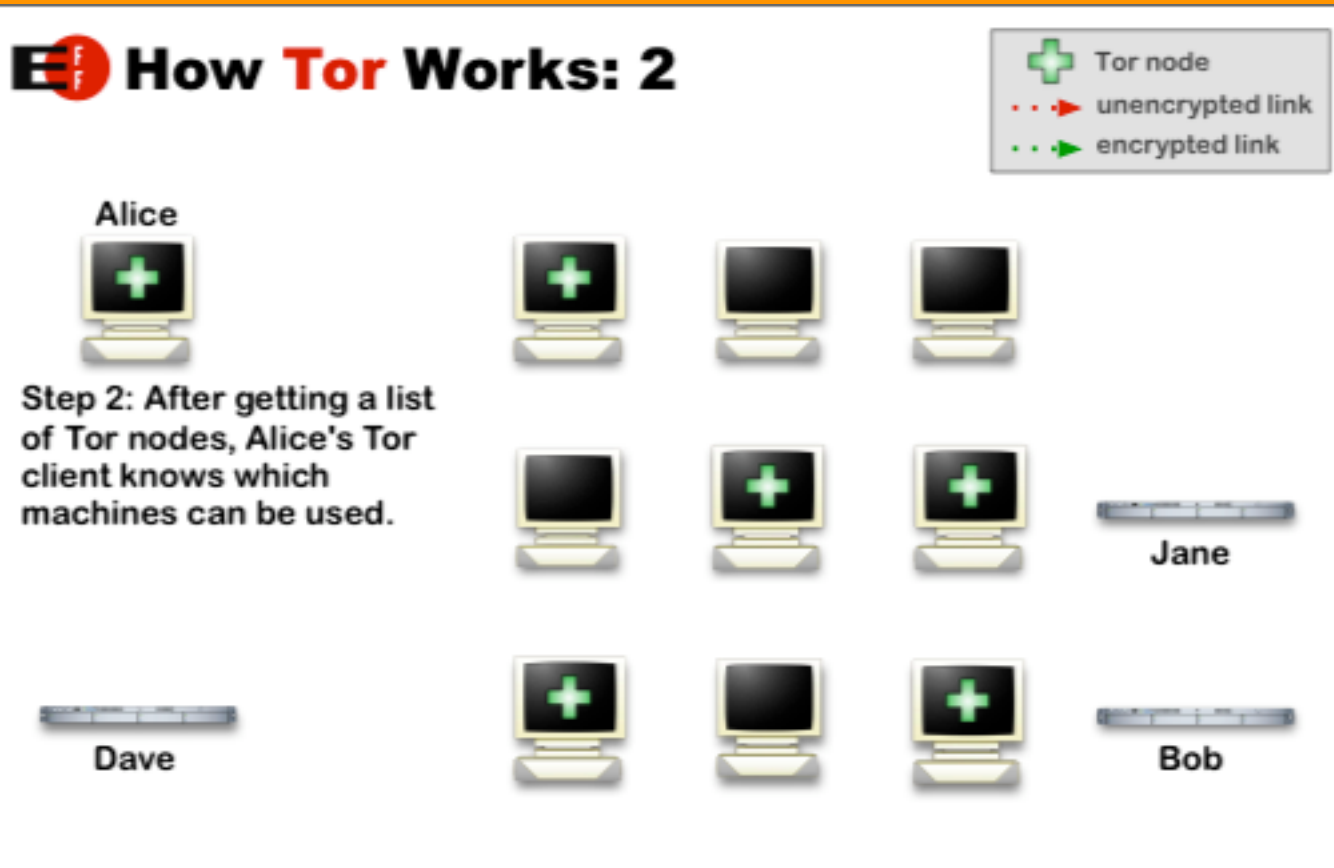 EFF How Tor Works: 2
Tor node
unencrypted link
encrypted link
Alice
Step 2: After getting a list
of Tor nodes, Alice's Tor
client knows which
machines can be used.
Jane
Dave
Bob